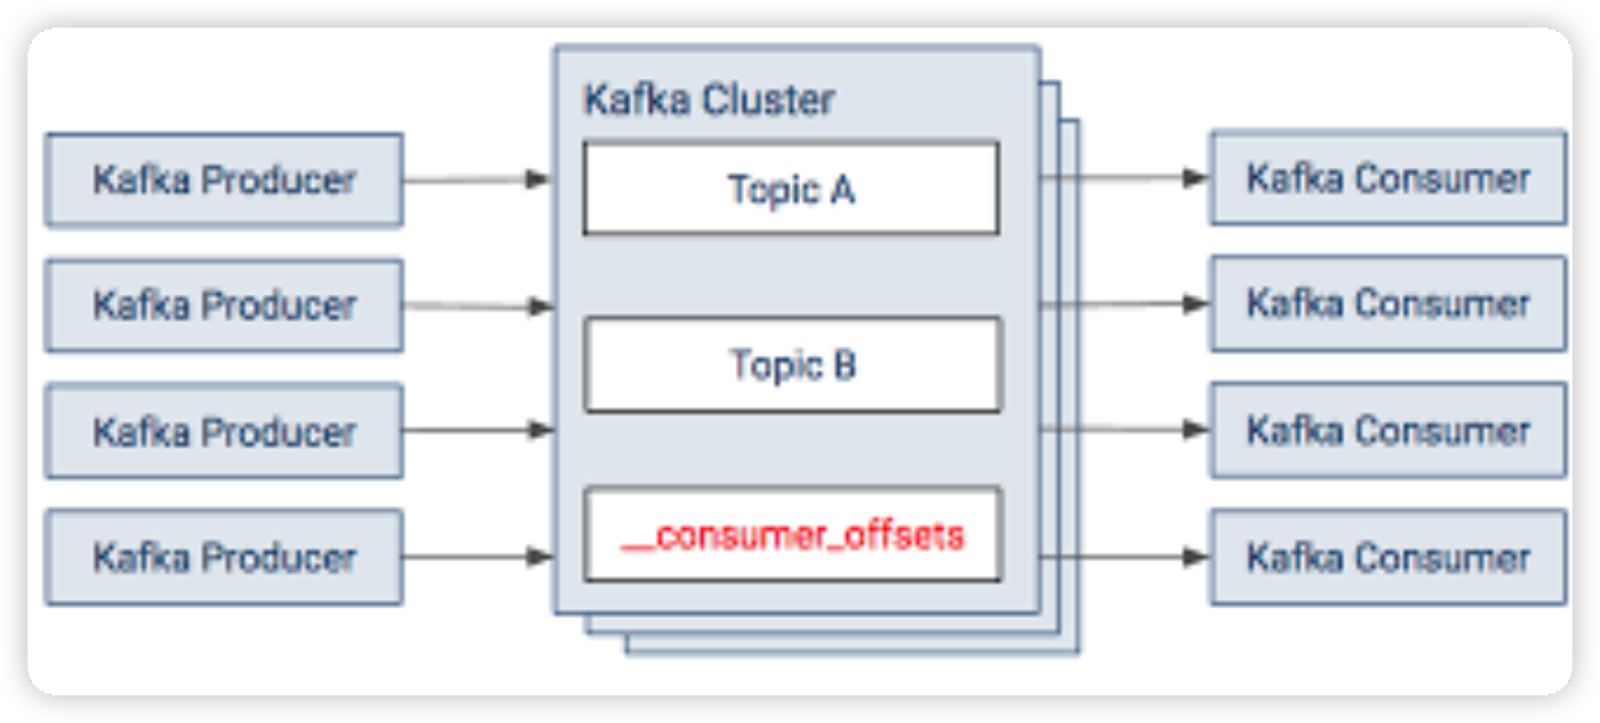 Kafka Cluster
Kafka Producer
Topic A
Kafka Consumer
Kafka Producer
Kafka Consumer
Topic B
Kafka Producer
Kafka Consumer
__consumer_offsets
Kafka Producer
Kafka Consumer